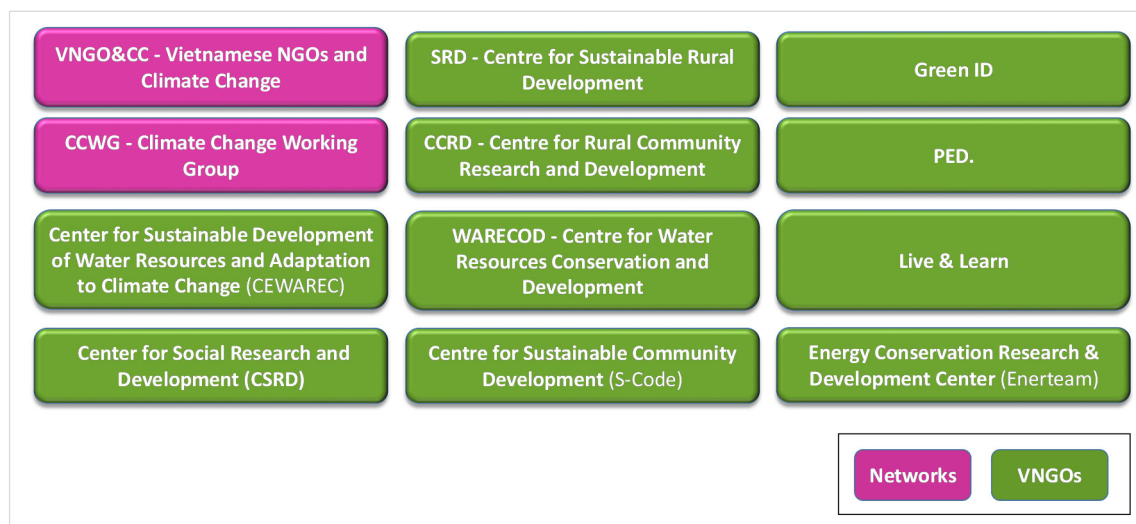 VNGO&CC - Vietnamese NGOs and
Climate Change
SRD - Centre for Sustainable Rural
Development
Green ID
CCWG - Climate Change Working
Group
CCRD - Centre for Rural Community
Research and Development
PED.
Center for Sustainable Development
of Water Resources and Adaptation
to Climate Change (CEWAREC)
WARECOD - Centre for Water
Resources Conservation and
Development
Live & Learn
Center for Social Research and
Development (CSRD)
Centre for Sustainable Community
Development (S-Code)
Energy Conservation Research &
Development Center (Enerteam)
Networks
VNGOs